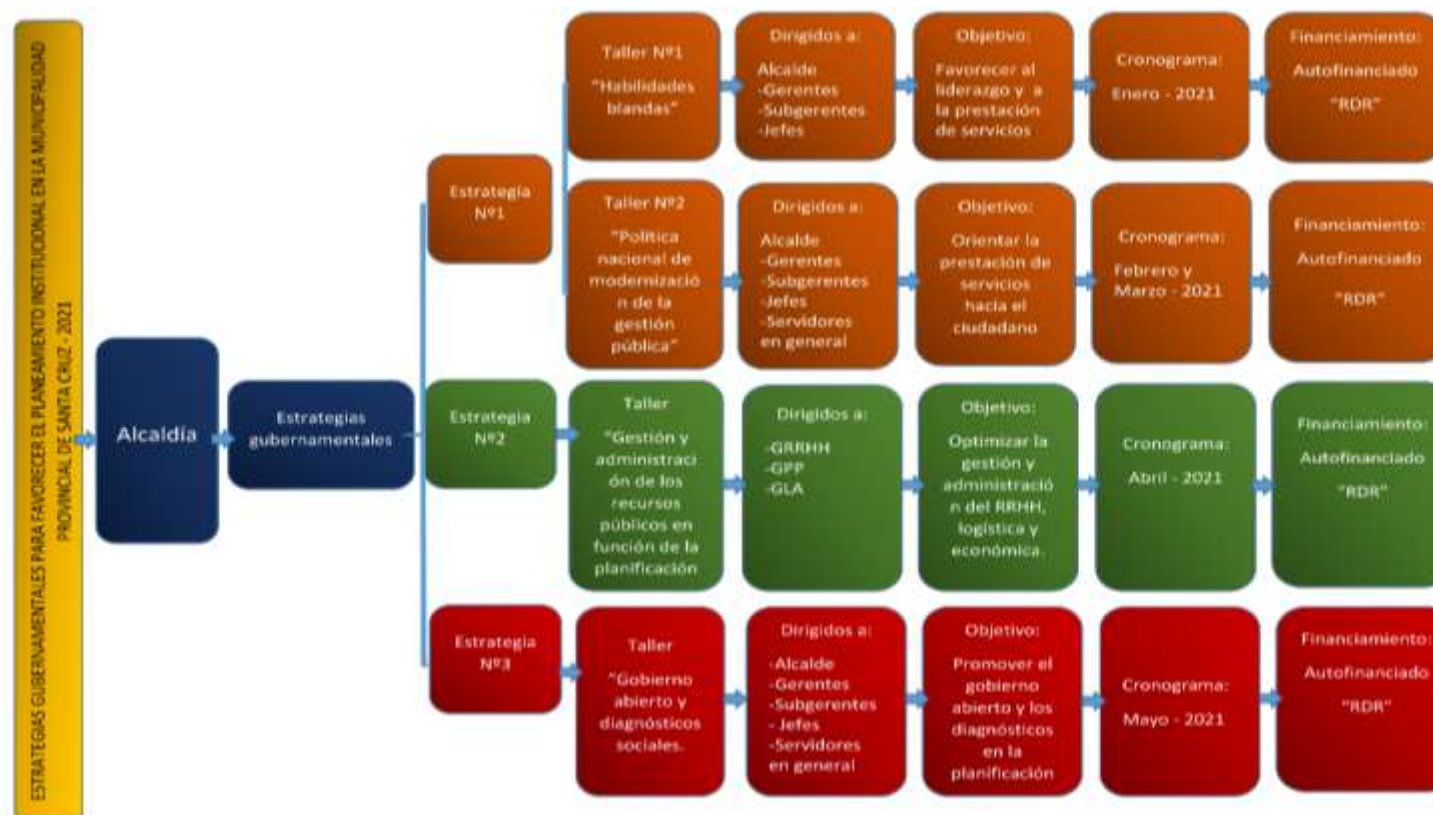 ESTRATEGIAS GUBERNAMENTALES PARA FAVORECER EL PLANEAMIENTO INSTITUCIONAL EN LA MUNICIPALIDAD
PROVINCIAL DE SANTA CRUZ - 2021
Alcaldía
Estrategias
gubernamentales
Estrategia
Nº1
Taller Nº1
"Habilidades
blandas"
Dirigidos a:
Alcalde
-Gerentes
-Subgerentes
-Jefes
Objetivo:
Favorecer al
liderazgo y a
la prestación
de servicios
Cronograma:
Enero - 2021
Financiamiento:
Autofinanciado
"RDR"
Taller Nº2
"Política
nacional de
modernizació
n de la
gestión
pública"
Dirigidos a:
Alcalde
-Gerentes
-Subgerentes
-Jefes
-Servidores
en general
Objetivo:
Orientar la
prestación de
servicios
hacia el
ciudadano
Cronograma:
Febrero y
Marzo - 2021
Financiamiento:
Autofinanciado
"RDR"
Estrategia
Nº2
Taller
"Gestión y
administraci
ón de los
recursos
públicos en
función de la
planificación
Dirigidos a:
-GRRHH
-GPP
-GLA
Objetivo:
Optimizar la
gestión y
administració
n del RRHH,
logística y
económica.
Cronograma:
Abril - 2021
Financiamiento:
Autofinanciado
"RDR"
Estrategia
Nº3
Taller
"Gobierno
abierto y
diagnósticos
sociales.
Dirigidos a:
-Alcalde
-Gerentes
-Subgerentes
- Jefes
-Servidores
en general
Objetivo:
Promover el
gobierno
abierto y los
diagnósticos
en la
planificación
Cronograma:
Mayo - 2021
Financiamiento:
Autofinanciado
"RDR"